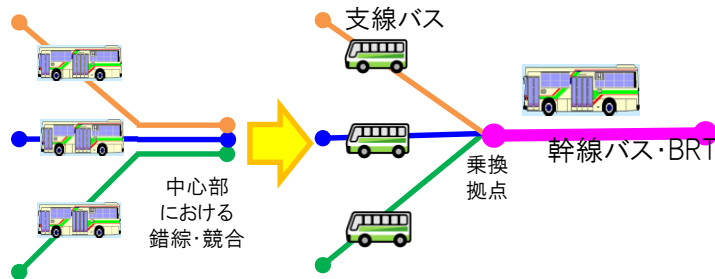 支線バス
中心部
における
錯綜・競合
乗換
拠点
幹線バス・BRT